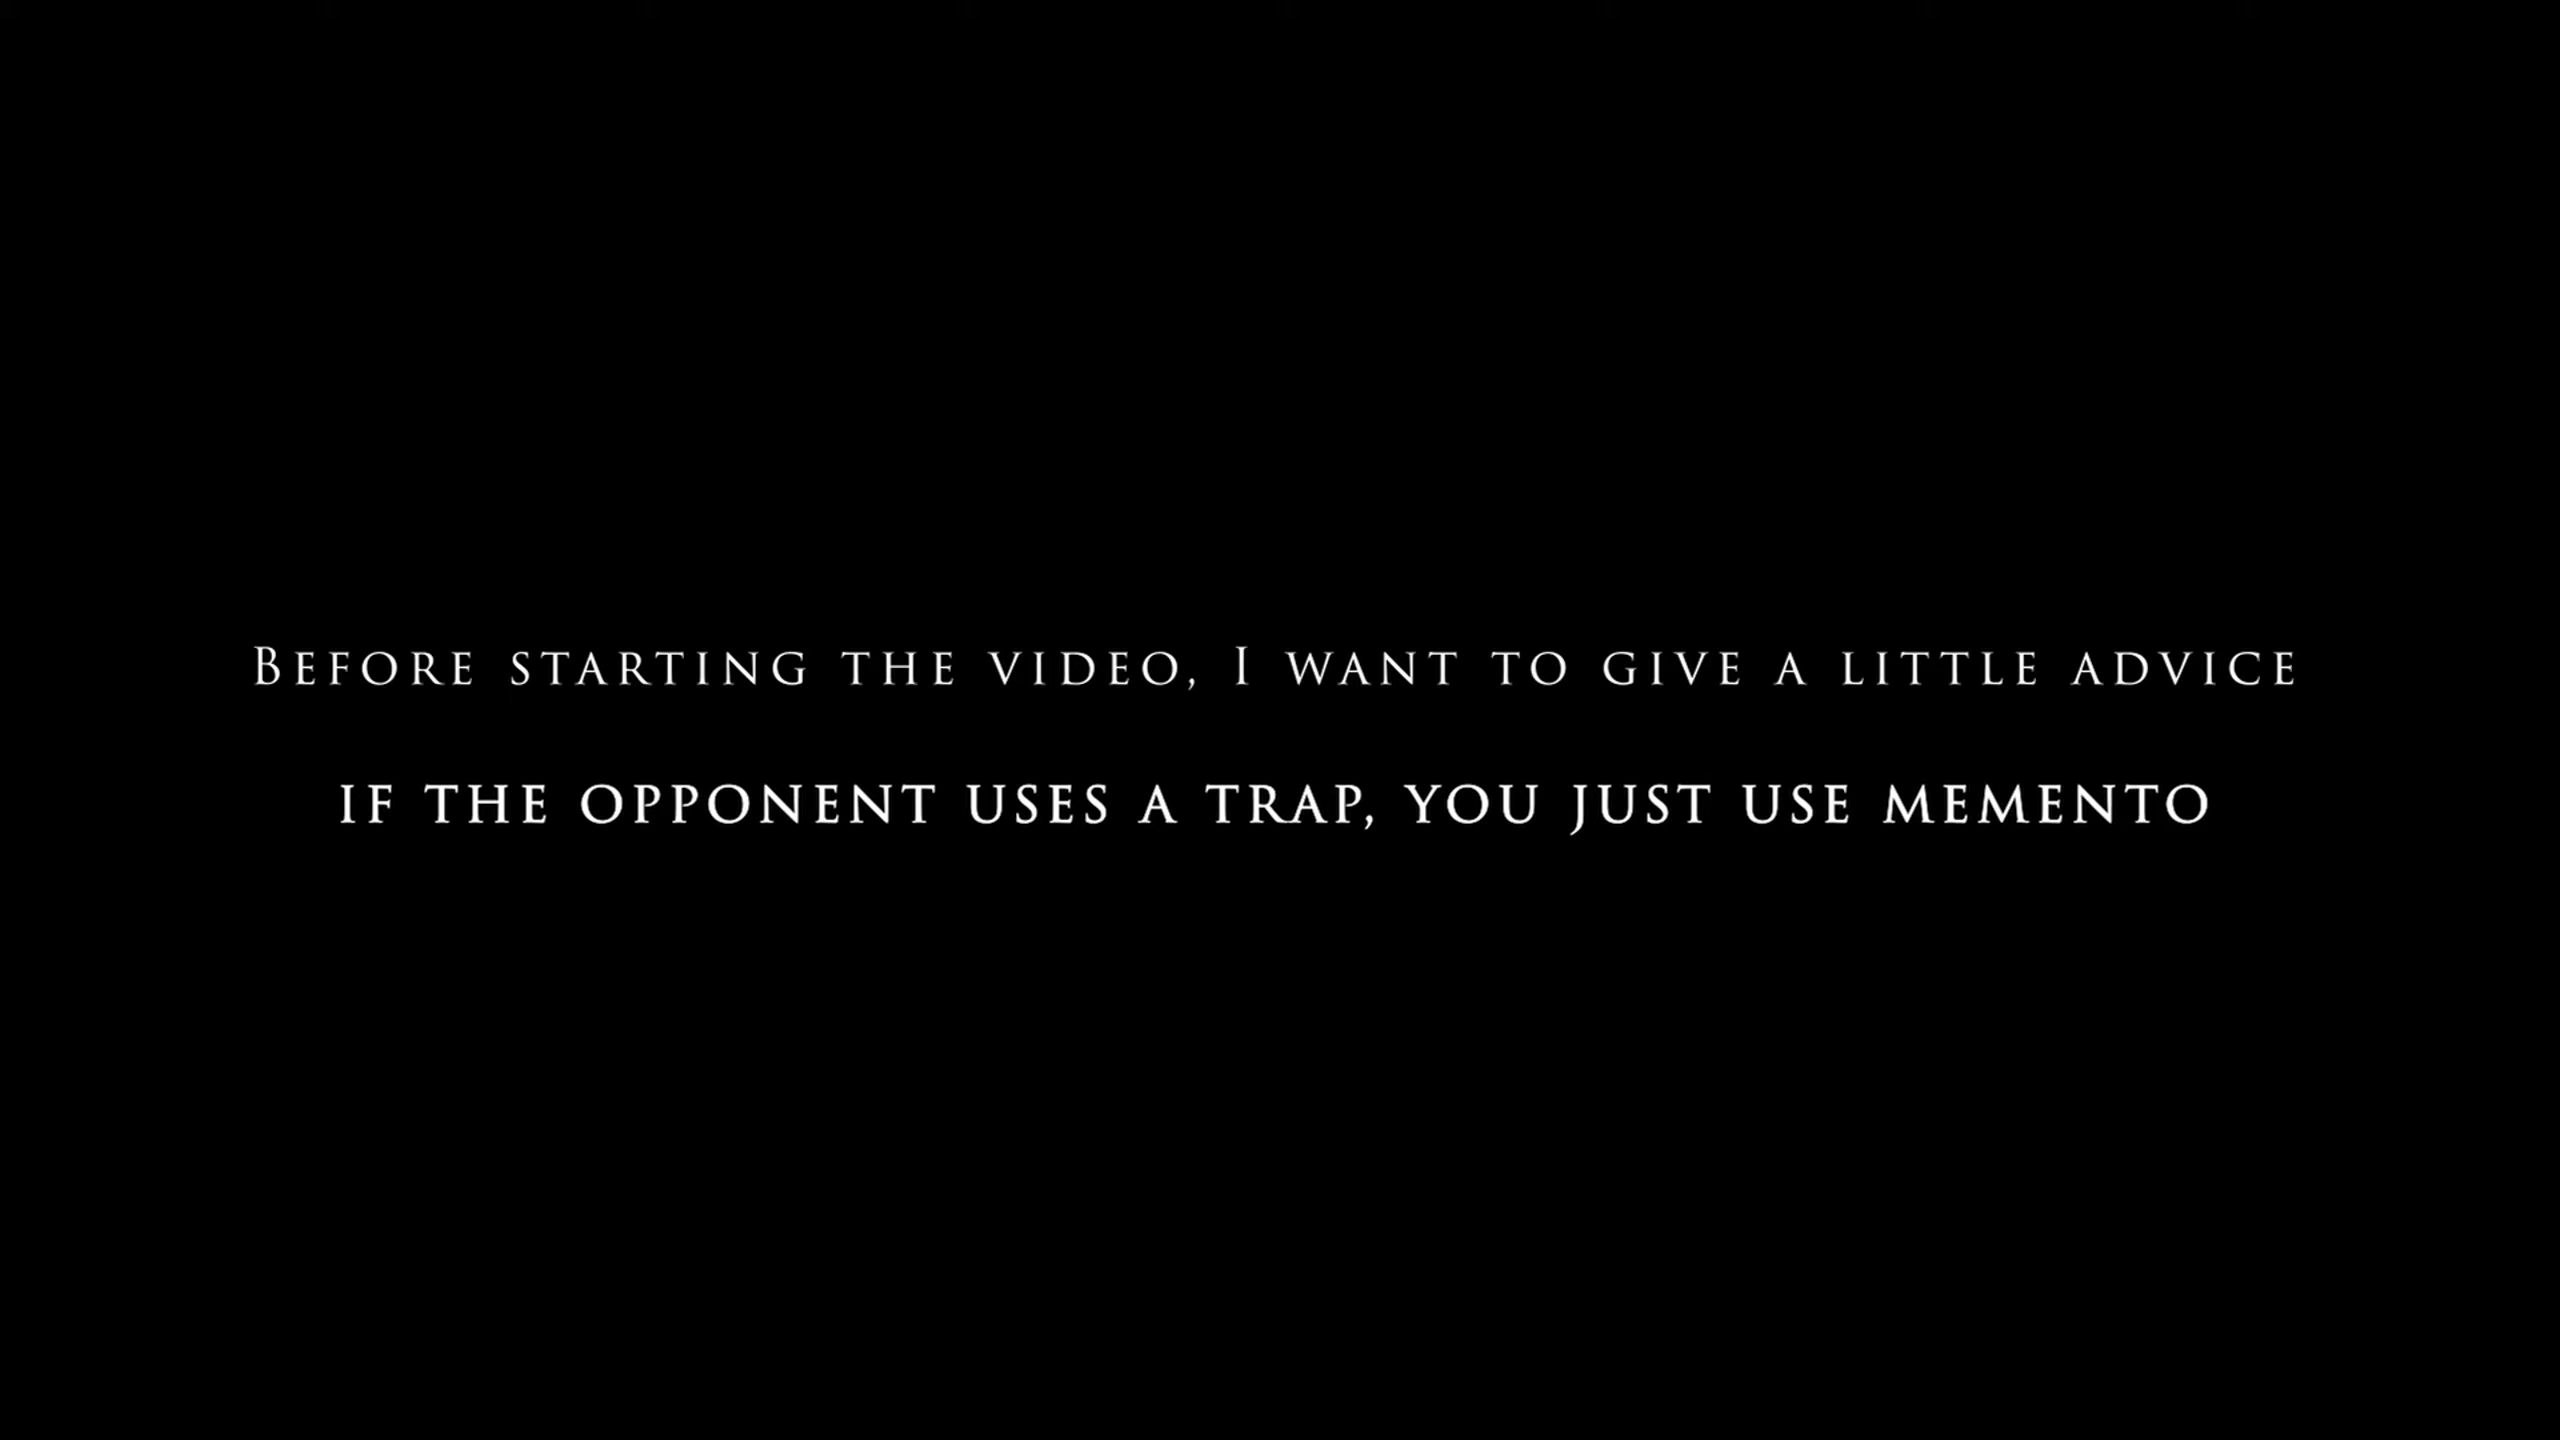 Before starting the video, I want to give a little advice
IF THE OPPONENT USES A TRAP, YOU JUST USE MEMENTO